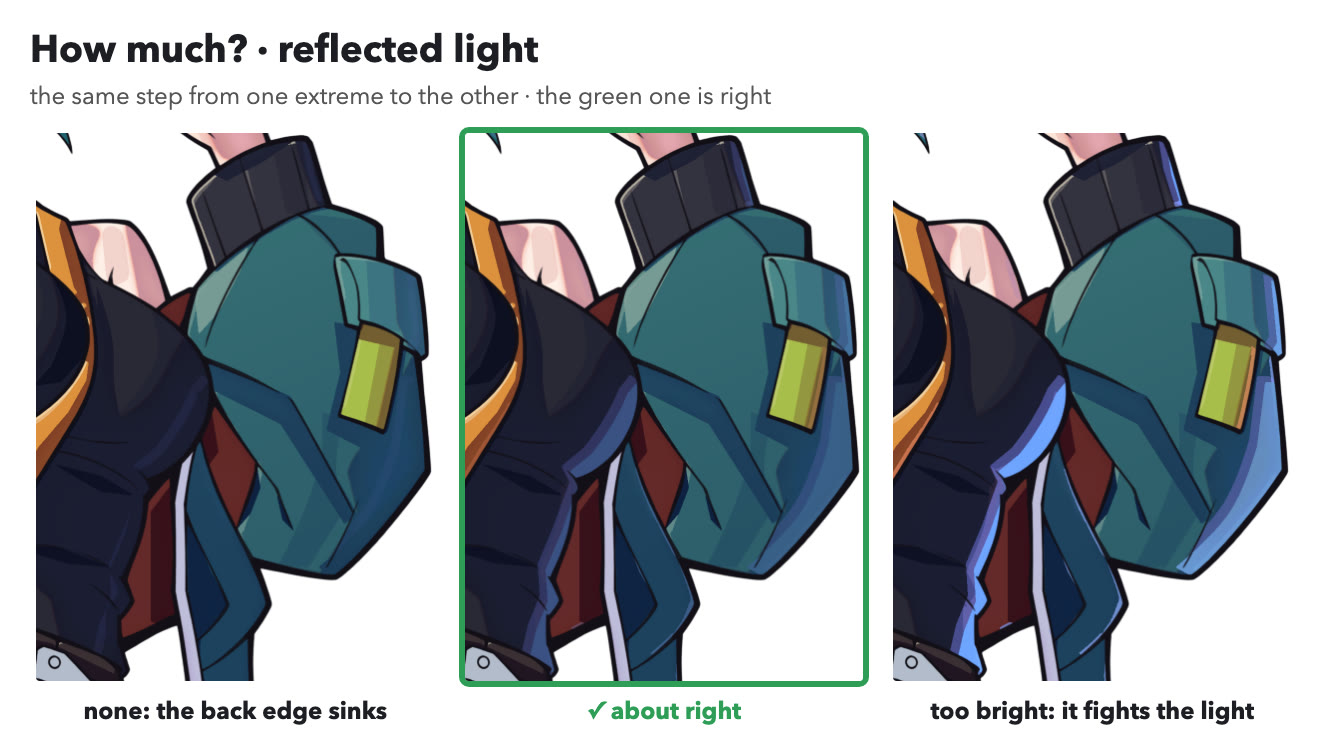 How much? · reflected light
the same step from one extreme to the other · the green one is right
none: the back edge sinks
✓ about right
too bright: it fights the light